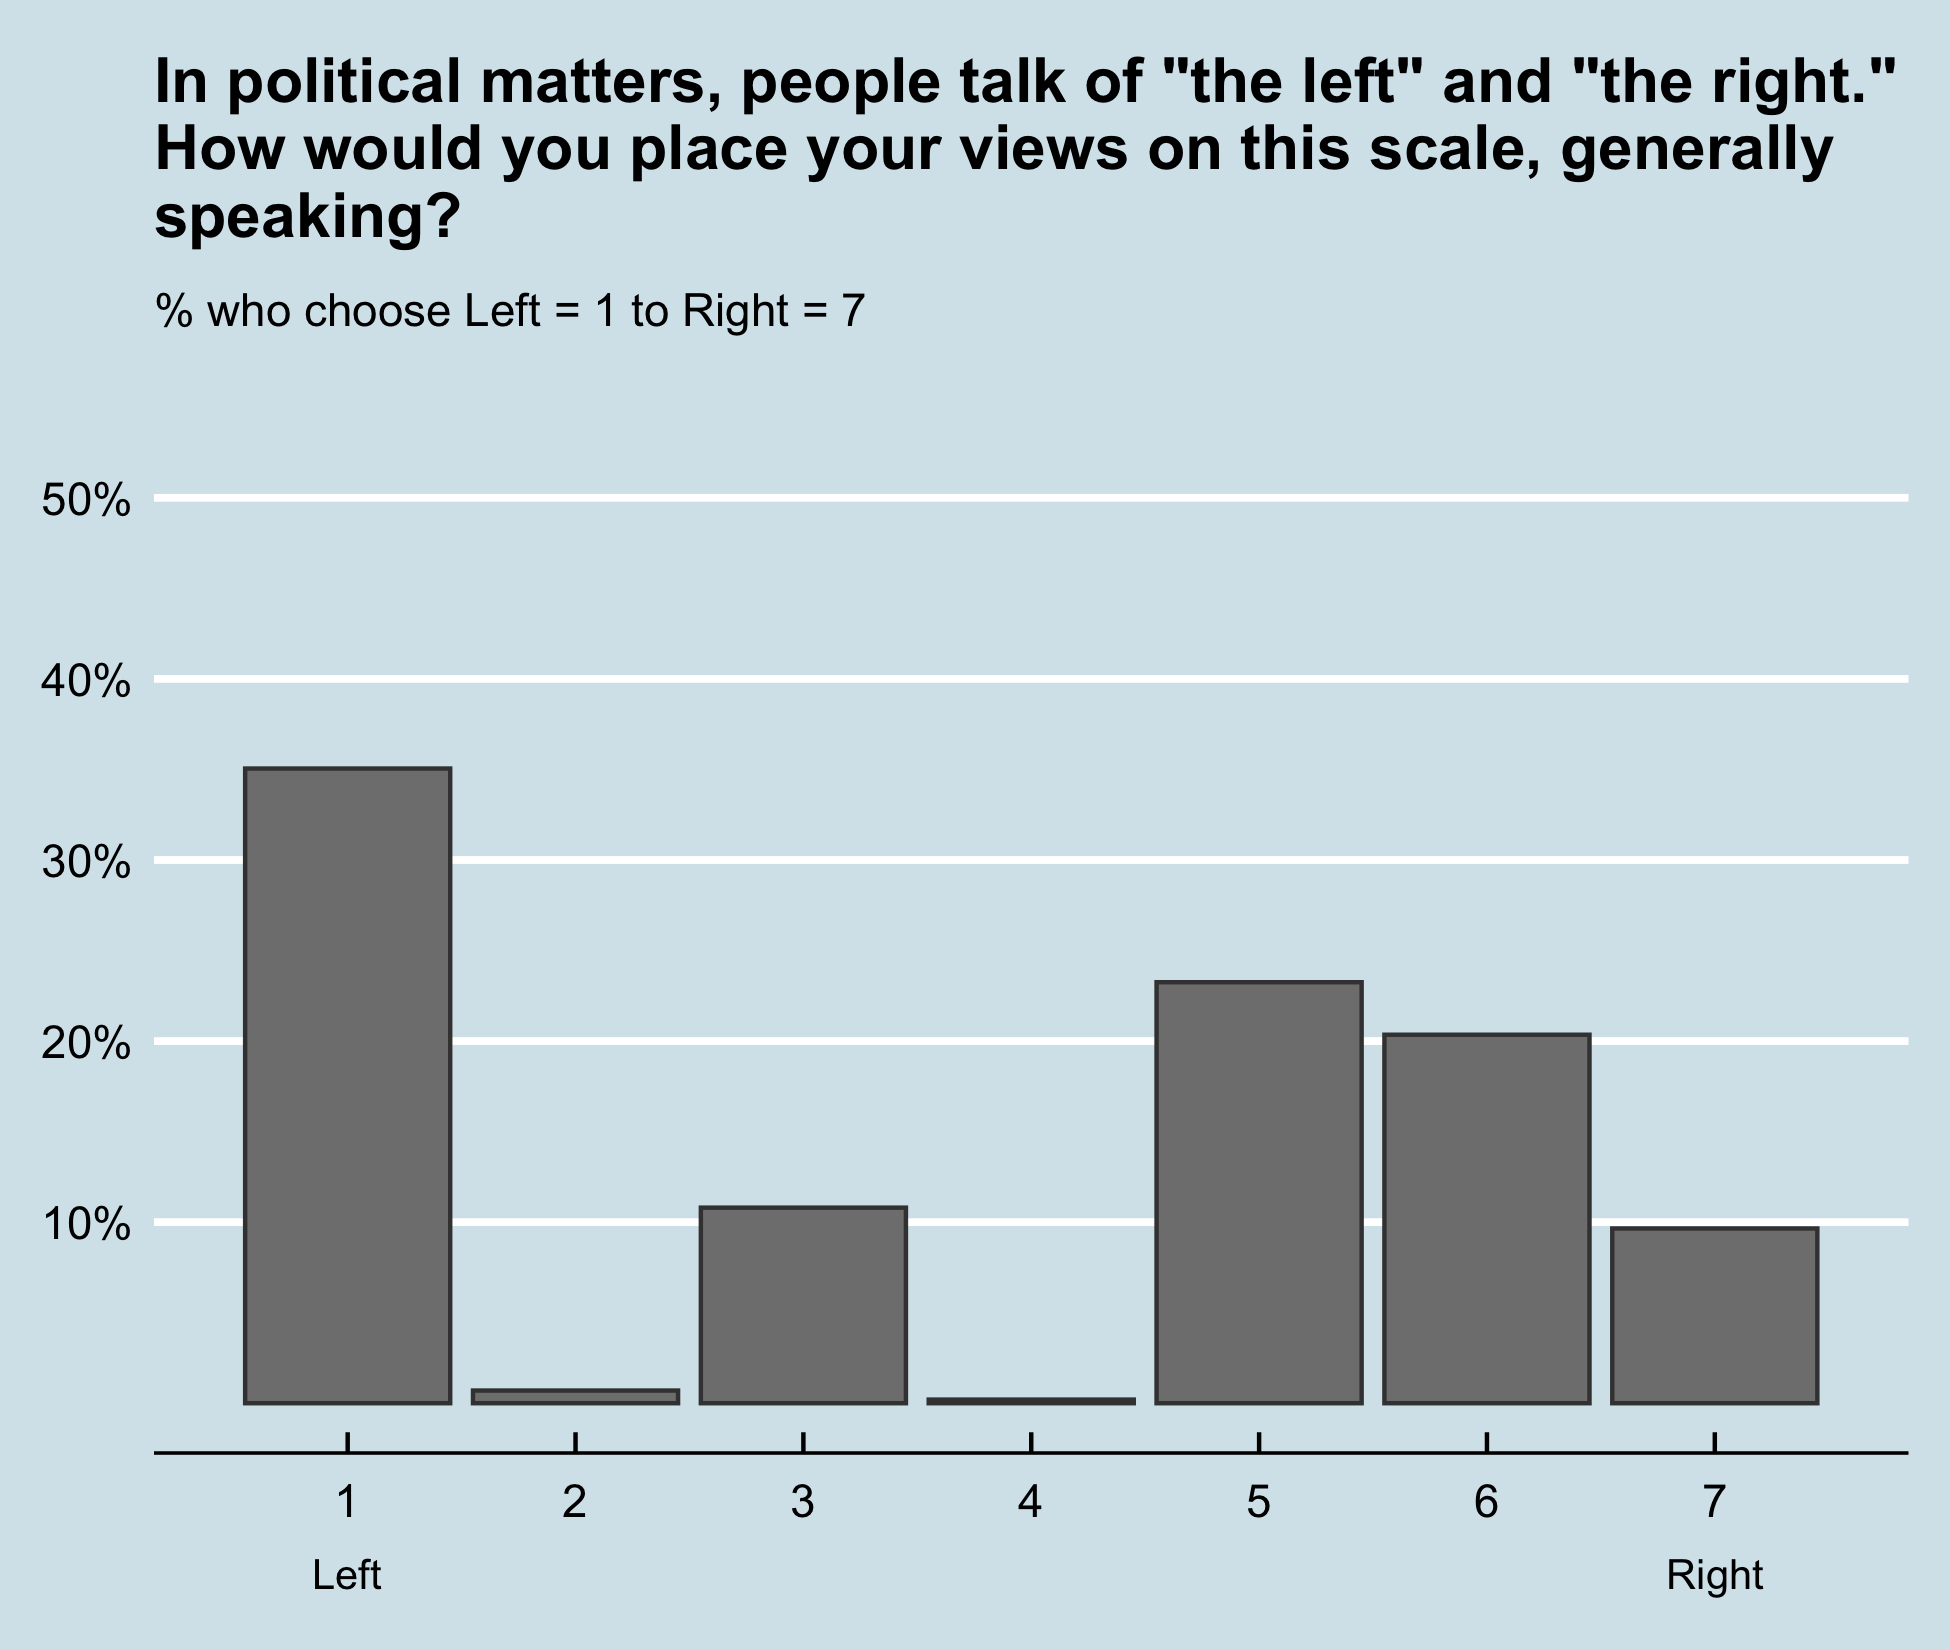 In political matters, people talk of "the left" and "the right."
How would you place your views on this scale, generally
speaking?
% who choose Left = 1 to Right = 7
50%
40%
30%
20%
10%
1 2 3 4 5 6 7
Left Right